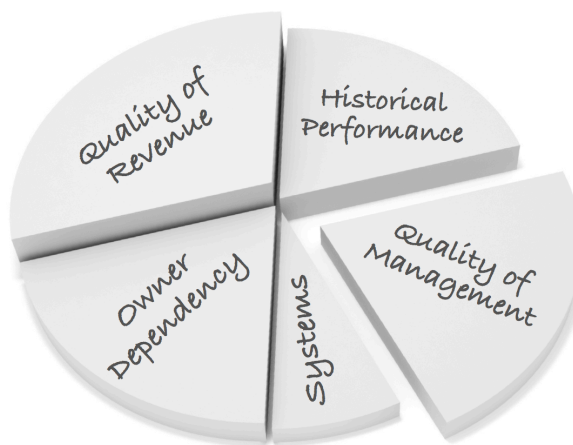 Quality of
Revenue
Historical
Performance
Quality of
Management
Owner
Dependency
Systems